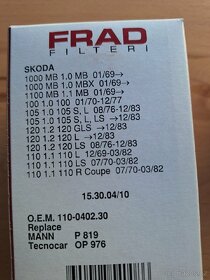 FRAD
FILTERI
SKODA
1000 MB 1.0 MB 01/69→
1000 MB 1.0 MBX 01/69→
1100 MB 1.1 MB 01/69→
100 1.0 100 01/70-12/77
105 1.0 105 S, L 08/76-12/83
105 1.0 105 S, L, LS →12/83
120 1.2 120 GLS →12/83
120 1.2 120 L →12/83
120 1.2 120 LS 08/76-12/83
110 1.1 110 L 12/69-03/82
110 1.1 110 LS 07/70-03/82
110 1.1 110 R Coupe 07/70-03/82
15.30.04/10
O.E.M. 110-0402.30
Replace
MANN P 819
Tecnocar OP 976